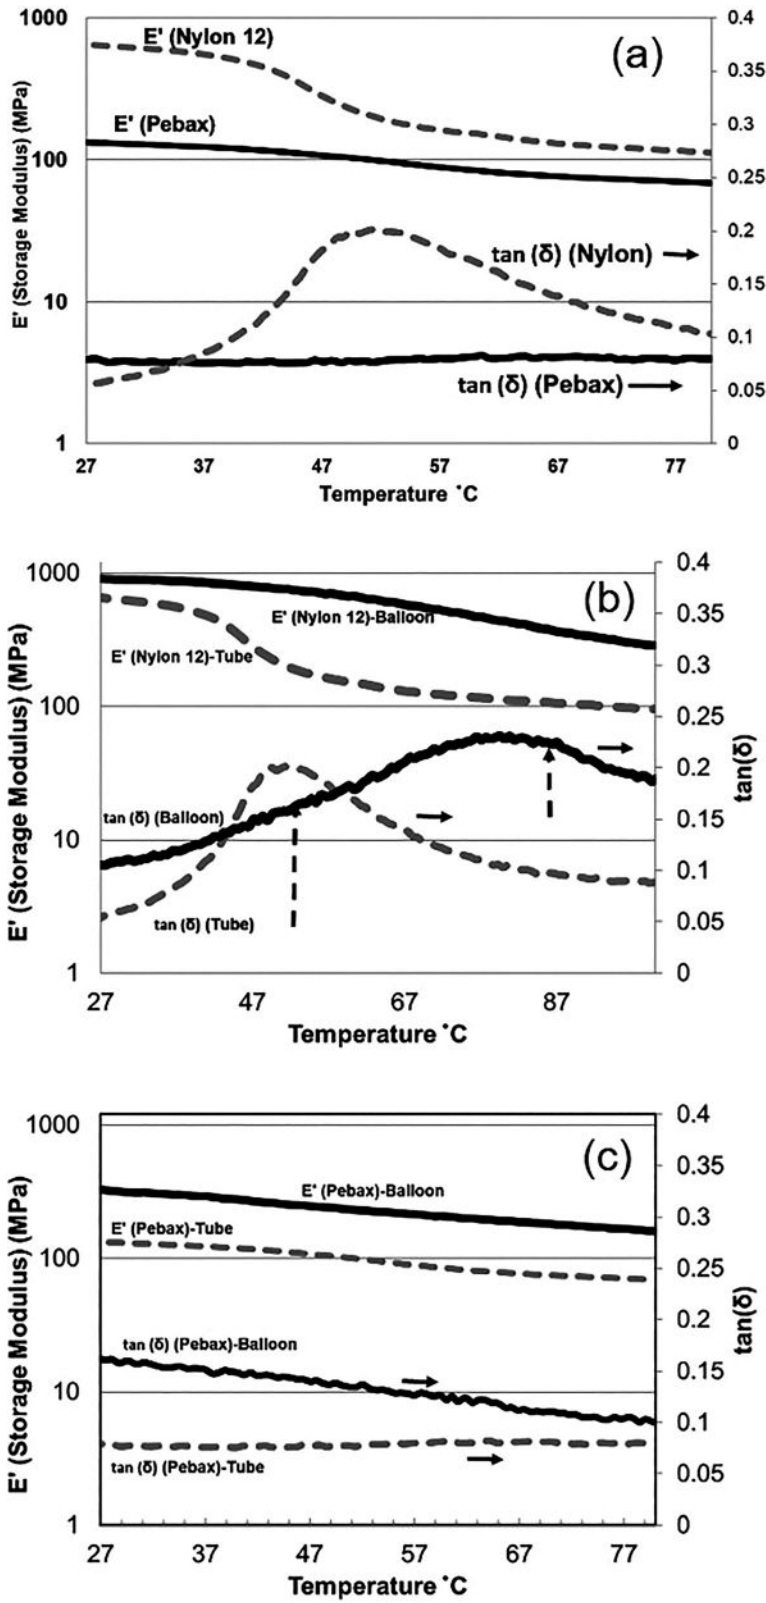 E' (Storage Modulus) (MPa)
1000
100
10
1
E' (Nylon 12)
(a)
E' (Pebax)
tan (δ) (Nylon)
tan (δ) (Pebax)
0.4
0.35
0.3
0.25
0.2
0.15
0.1
0.05
0
27 37 47 57 67 77
Temperature ˚C
E' (Storage Modulus) (MPa)
1000
100
10
1
(b)
E' (Nylon 12)-Balloon
E' (Nylon 12)-Tube
tan (δ) (Balloon)
tan (δ) (Tube)
0.4
0.35
0.3
0.25
0.2
0.15
0.1
0.05
0
tan(δ)
27 47 67 87
Temperature ˚C
E' (Storage Modulus) (MPa)
1000
100
10
1
(c)
E' (Pebax)-Balloon
E' (Pebax)-Tube
tan (δ) (Pebax)-Balloon
tan (δ) (Pebax)-Tube
0.4
0.35
0.3
0.25
0.2
0.15
0.1
0.05
0
tan(δ)
27 37 47 57 67 77
Temperature ˚C